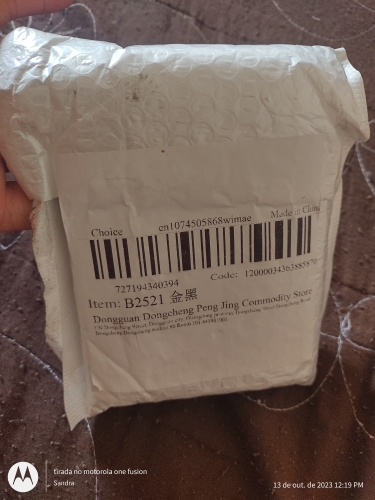 Choice cn1074505868wimae Made in China
727194340394 Code: 12000034363885870
Item: B2521 金黑
Dongguan Dongcheng Peng Jing Commodity Store
tirada no motorola one fusion
Sandra
13 de out. de 2023 12:19 PM